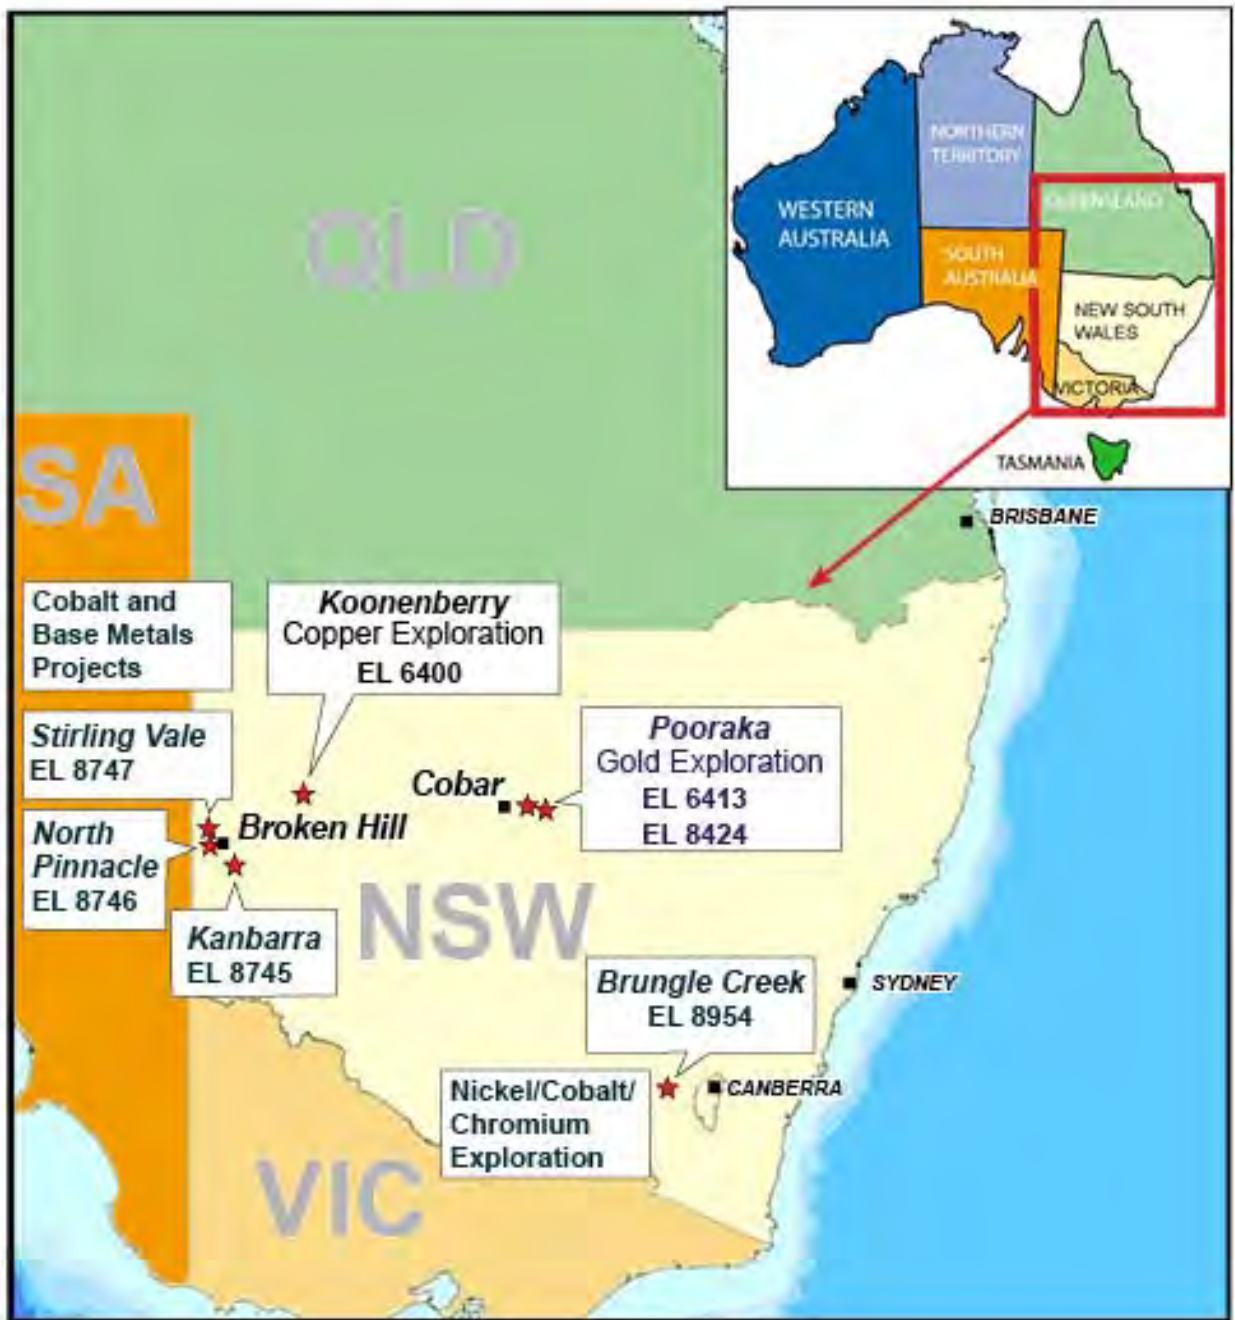 NORTHERN
TERRITORY
WESTERN
AUSTRALIA
QUEENSLAND
SOUTH
AUSTRALIA
NEW SOUTH
WALES
VICTORIA
TASMANIA
QLD
SA
BRISBANE
Cobalt and
Base Metals
Projects
Koonenberry
Copper Exploration
EL 6400
Stirling Vale
EL 8747
Pooraka
Gold Exploration
EL 6413
EL 8424
Cobar
Broken Hill
North
Pinnacle
EL 8746
NSW
Kanbarra
EL 8745
Brungle Creek
EL 8954
SYDNEY
Nickel/Cobalt/
Chromium
Exploration
CANBERRA
VIC